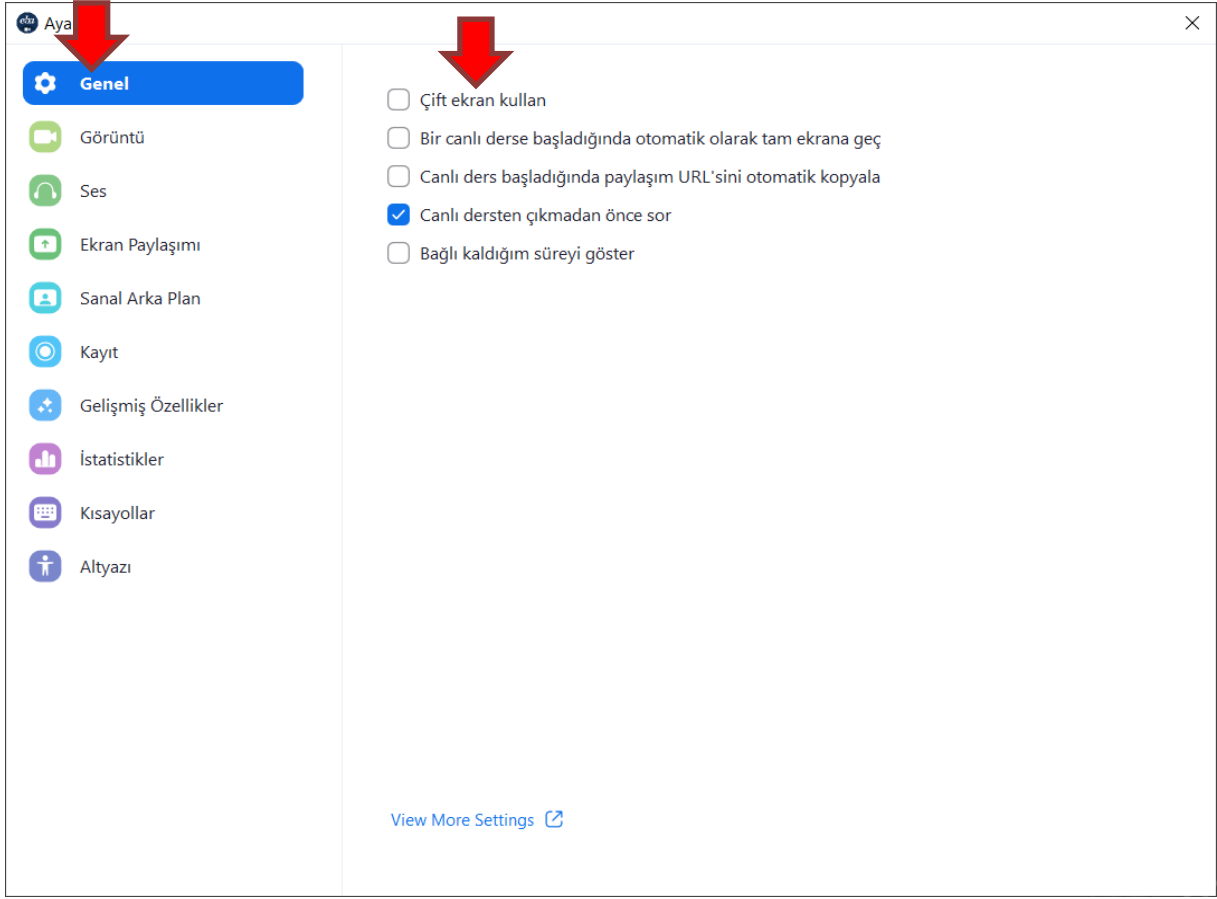 eba Aya
Genel
Görüntü
Ses
Ekran Paylaşımı
Sanal Arka Plan
Kayıt
Gelişmiş Özellikler
İstatistikler
Kısayollar
Altyazı
Çift ekran kullan
Bir canlı derse başladığında otomatik olarak tam ekrana geç
Canlı ders başladığında paylaşım URL'sini otomatik kopyala
Canlı dersten çıkmadan önce sor
Bağlı kaldığım süreyi göster
View More Settings